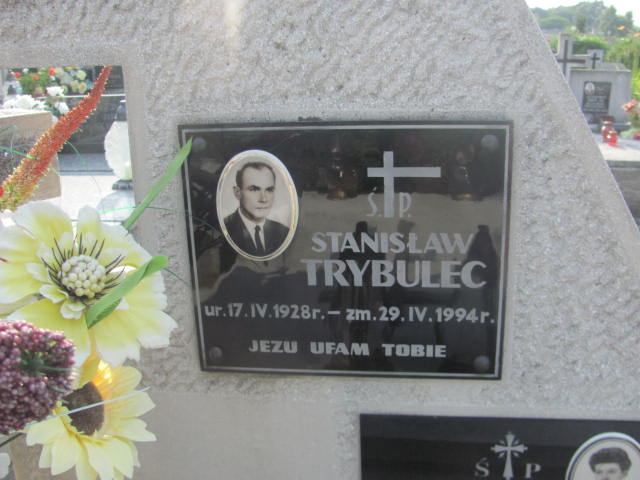 Ś. P.
STANISŁAW
TRYBULEC
ur. 17. IV. 1928r. – zm. 29. IV. 1994r.
JEZU UFAM TOBIE
Ś P